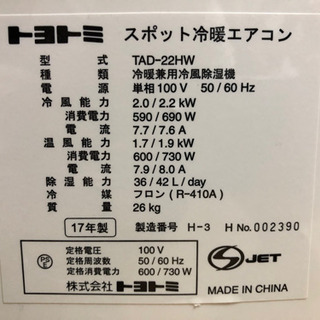 トヨトミ スポット冷暖エアコン
型式 TAD-22HW
種類 冷暖兼用冷風除湿機
電源 単相100V 50/60Hz
冷風能力 2.0/2.2kW
消費電力 590/690W
電流 7.7/7.6A
温風能力 1.7/1.9kW
消費電力 600/730W
電流 7.9/8.0A
除湿能力 36/42L/day
冷媒 フロン(R-410A)
質量 26kg
17年製 製造番号 H-3 H No.002390
PSE
定格電圧 100V
定格周波数 50/60Hz
定格消費電力 600/730W
S JET
株式会社 トヨトミ MADE IN CHINA